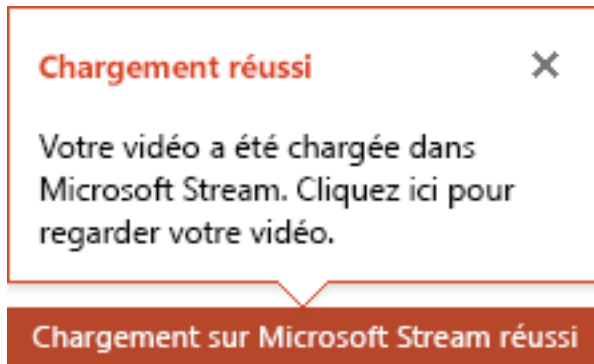 Chargement réussi
Votre vidéo a été chargée dans
Microsoft Stream. Cliquez ici pour
regarder votre vidéo.
Chargement sur Microsoft Stream réussi